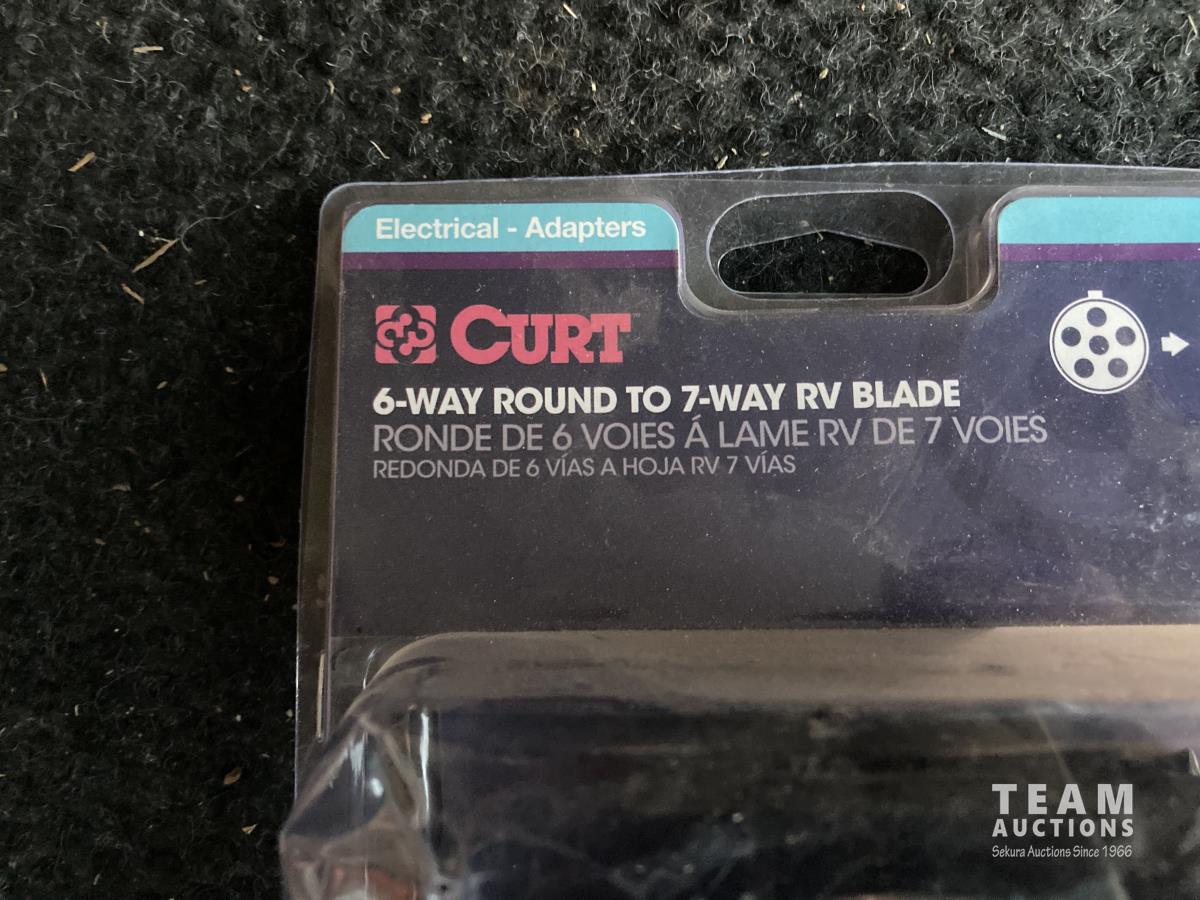 Electrical - Adapters
CURT
6-WAY ROUND TO 7-WAY RV BLADE
RONDE DE 6 VOIES Á LAME RV DE 7 VOIES
REDONDA DE 6 VÍAS A HOJA RV 7 VÍAS
TEAM
AUCTIONS
Sekura Auctions Since 1966